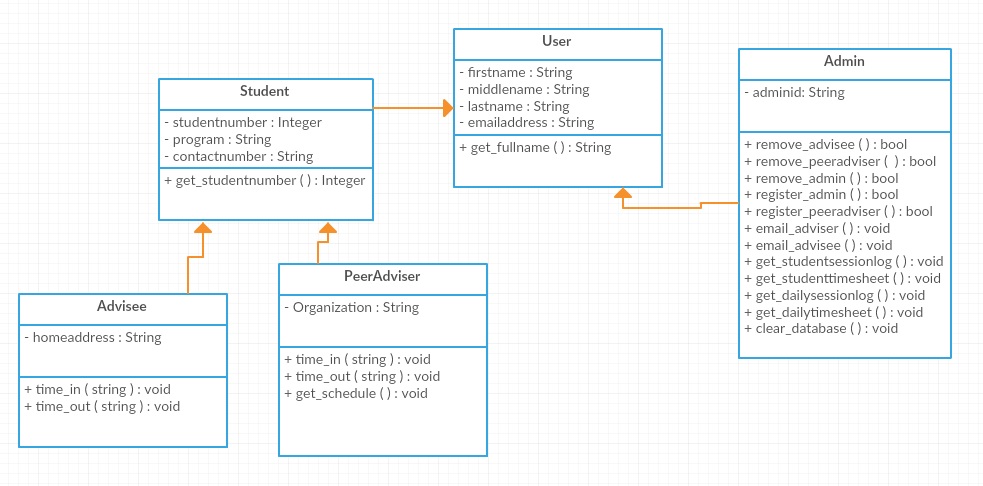 User
- firstname : String
- middlename : String
- lastname : String
- emailaddress : String
+ get_fullname ( ) : String
Admin
- adminid: String
+ remove_advisee ( ) : bool
+ remove_peeradviser ( ) : bool
+ remove_admin ( ) : bool
+ register_admin ( ) : bool
+ register_peeradviser ( ) : bool
+ email_adviser ( ) : void
+ email_advisee ( ) : void
+ get_studentsessionlog ( ) : void
+ get_studenttimesheet ( ) : void
+ get_dailysessionlog ( ) : void
+ get_dailytimesheet ( ) : void
+ clear_database ( ) : void
Student
- studentnumber : Integer
- program : String
- contactnumber : String
+ get_studentnumber ( ) : Integer
Advisee
- homeaddress : String
+ time_in ( string ) : void
+ time_out ( string ) : void
PeerAdviser
- Organization : String
+ time_in ( string ) : void
+ time_out ( string ) : void
+ get_schedule ( ) : void